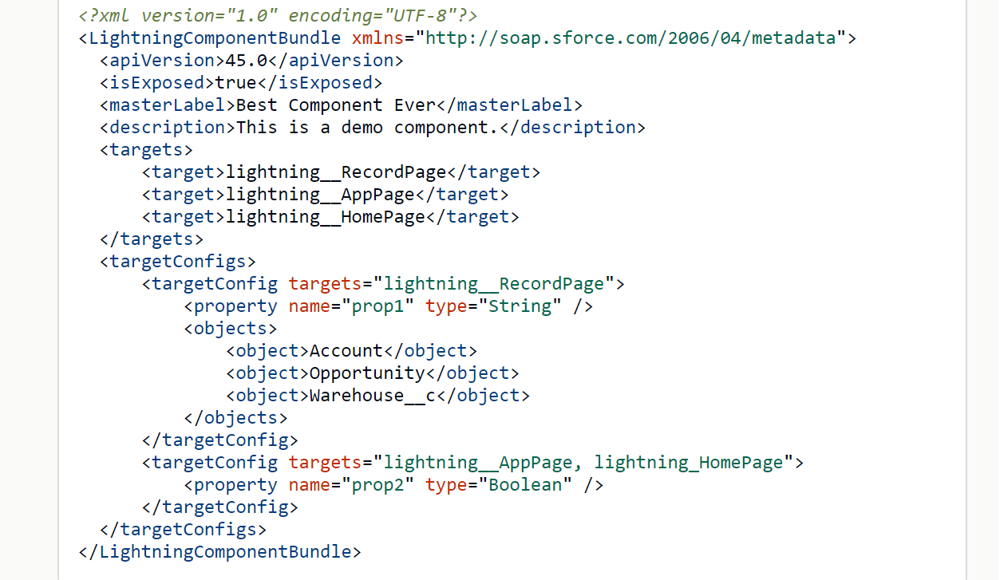 <?xml version="1.0" encoding="UTF-8"?>
<LightningComponentBundle xmlns="http://soap.sforce.com/2006/04/metadata">
  <apiVersion>45.0</apiVersion>
  <isExposed>true</isExposed>
  <masterLabel>Best Component Ever</masterLabel>
  <description>This is a demo component.</description>
  <targets>
      <target>lightning__RecordPage</target>
      <target>lightning__AppPage</target>
      <target>lightning__HomePage</target>
  </targets>
  <targetConfigs>
      <targetConfig targets="lightning__RecordPage">
          <property name="prop1" type="String" />
          <objects>
              <object>Account</object>
              <object>Opportunity</object>
              <object>Warehouse__c</object>
          </objects>
      </targetConfig>
      <targetConfig targets="lightning__AppPage, lightning_HomePage">
          <property name="prop2" type="Boolean" />
      </targetConfig>
  </targetConfigs>
</LightningComponentBundle>